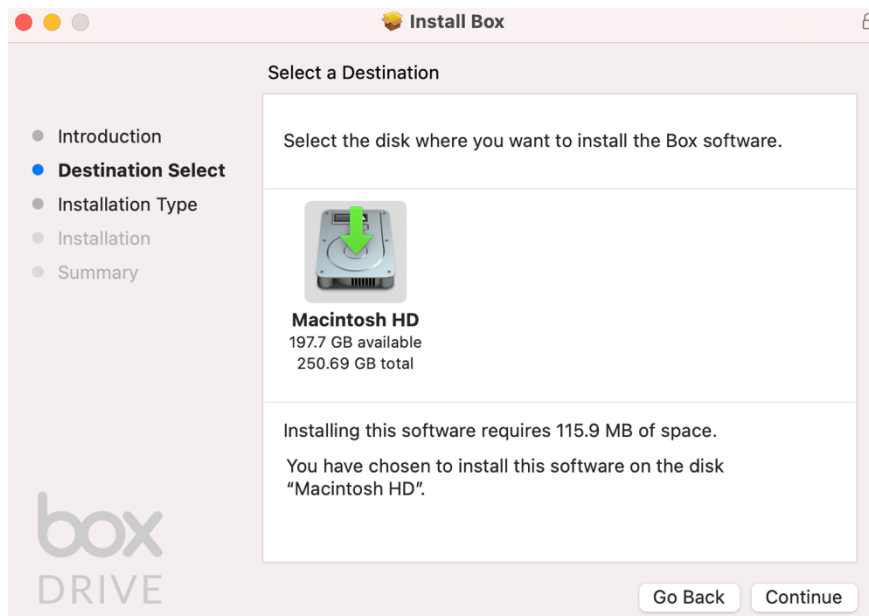 Install Box
Select a Destination
Introduction
Destination Select
Installation Type
Installation
Summary
Select the disk where you want to install the Box software.
Macintosh HD
197.7 GB available
250.69 GB total
Installing this software requires 115.9 MB of space.
You have chosen to install this software on the disk
“Macintosh HD”.
box
DRIVE
Go Back
Continue